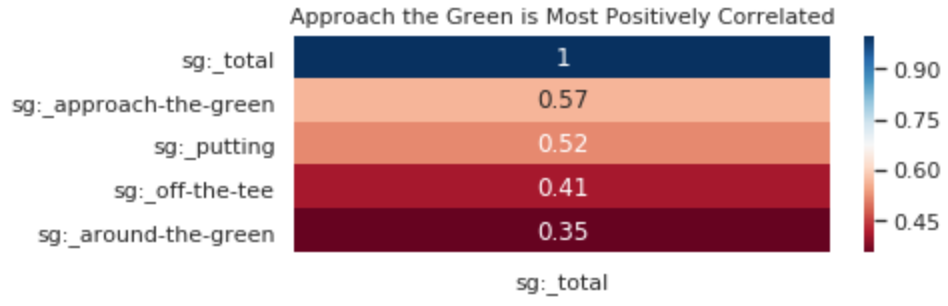 Approach the Green is Most Positively Correlated
sg:_total 1
sg:_approach-the-green 0.57
sg:_putting 0.52
sg:_off-the-tee 0.41
sg:_around-the-green 0.35
sg:_total
0.90
0.75
0.60
0.45